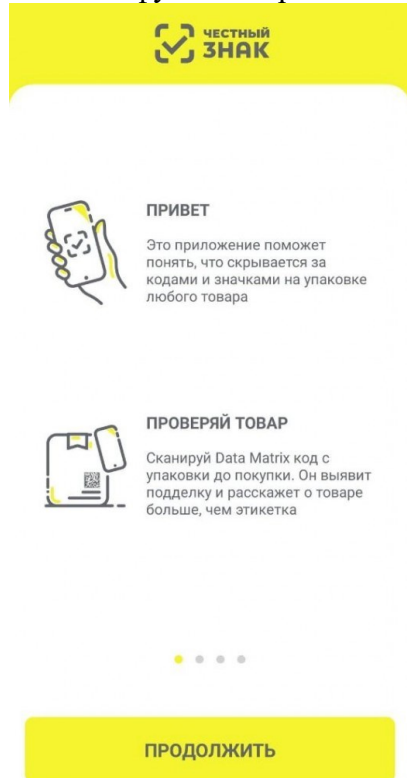 ЧЕСТНЫЙ
ЗНАК
ПРИВЕТ
Это приложение поможет
понять, что скрывается за
кодами и значками на упаковке
любого товара
ПРОВЕРЯЙ ТОВАР
Сканируй Data Matrix код с
упаковки до покупки. Он выявит
подделку и расскажет о товаре
больше, чем этикетка
ПРОДОЛЖИТЬ